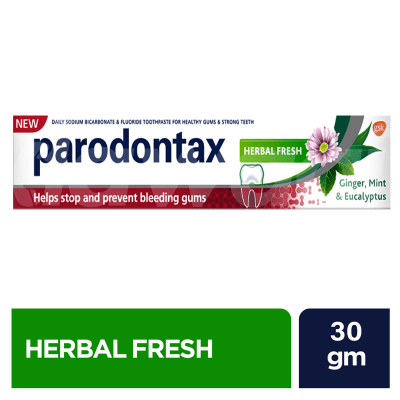 NEW
DAILY SODIUM BICARBONATE & FLUORIDE TOOTHPASTE FOR HEALTHY GUMS & STRONG TEETH
parodontax
HERBAL FRESH
gsk
Ginger, Mint
& Eucalyptus
Helps stop and prevent bleeding gums
HERBAL FRESH
30
gm